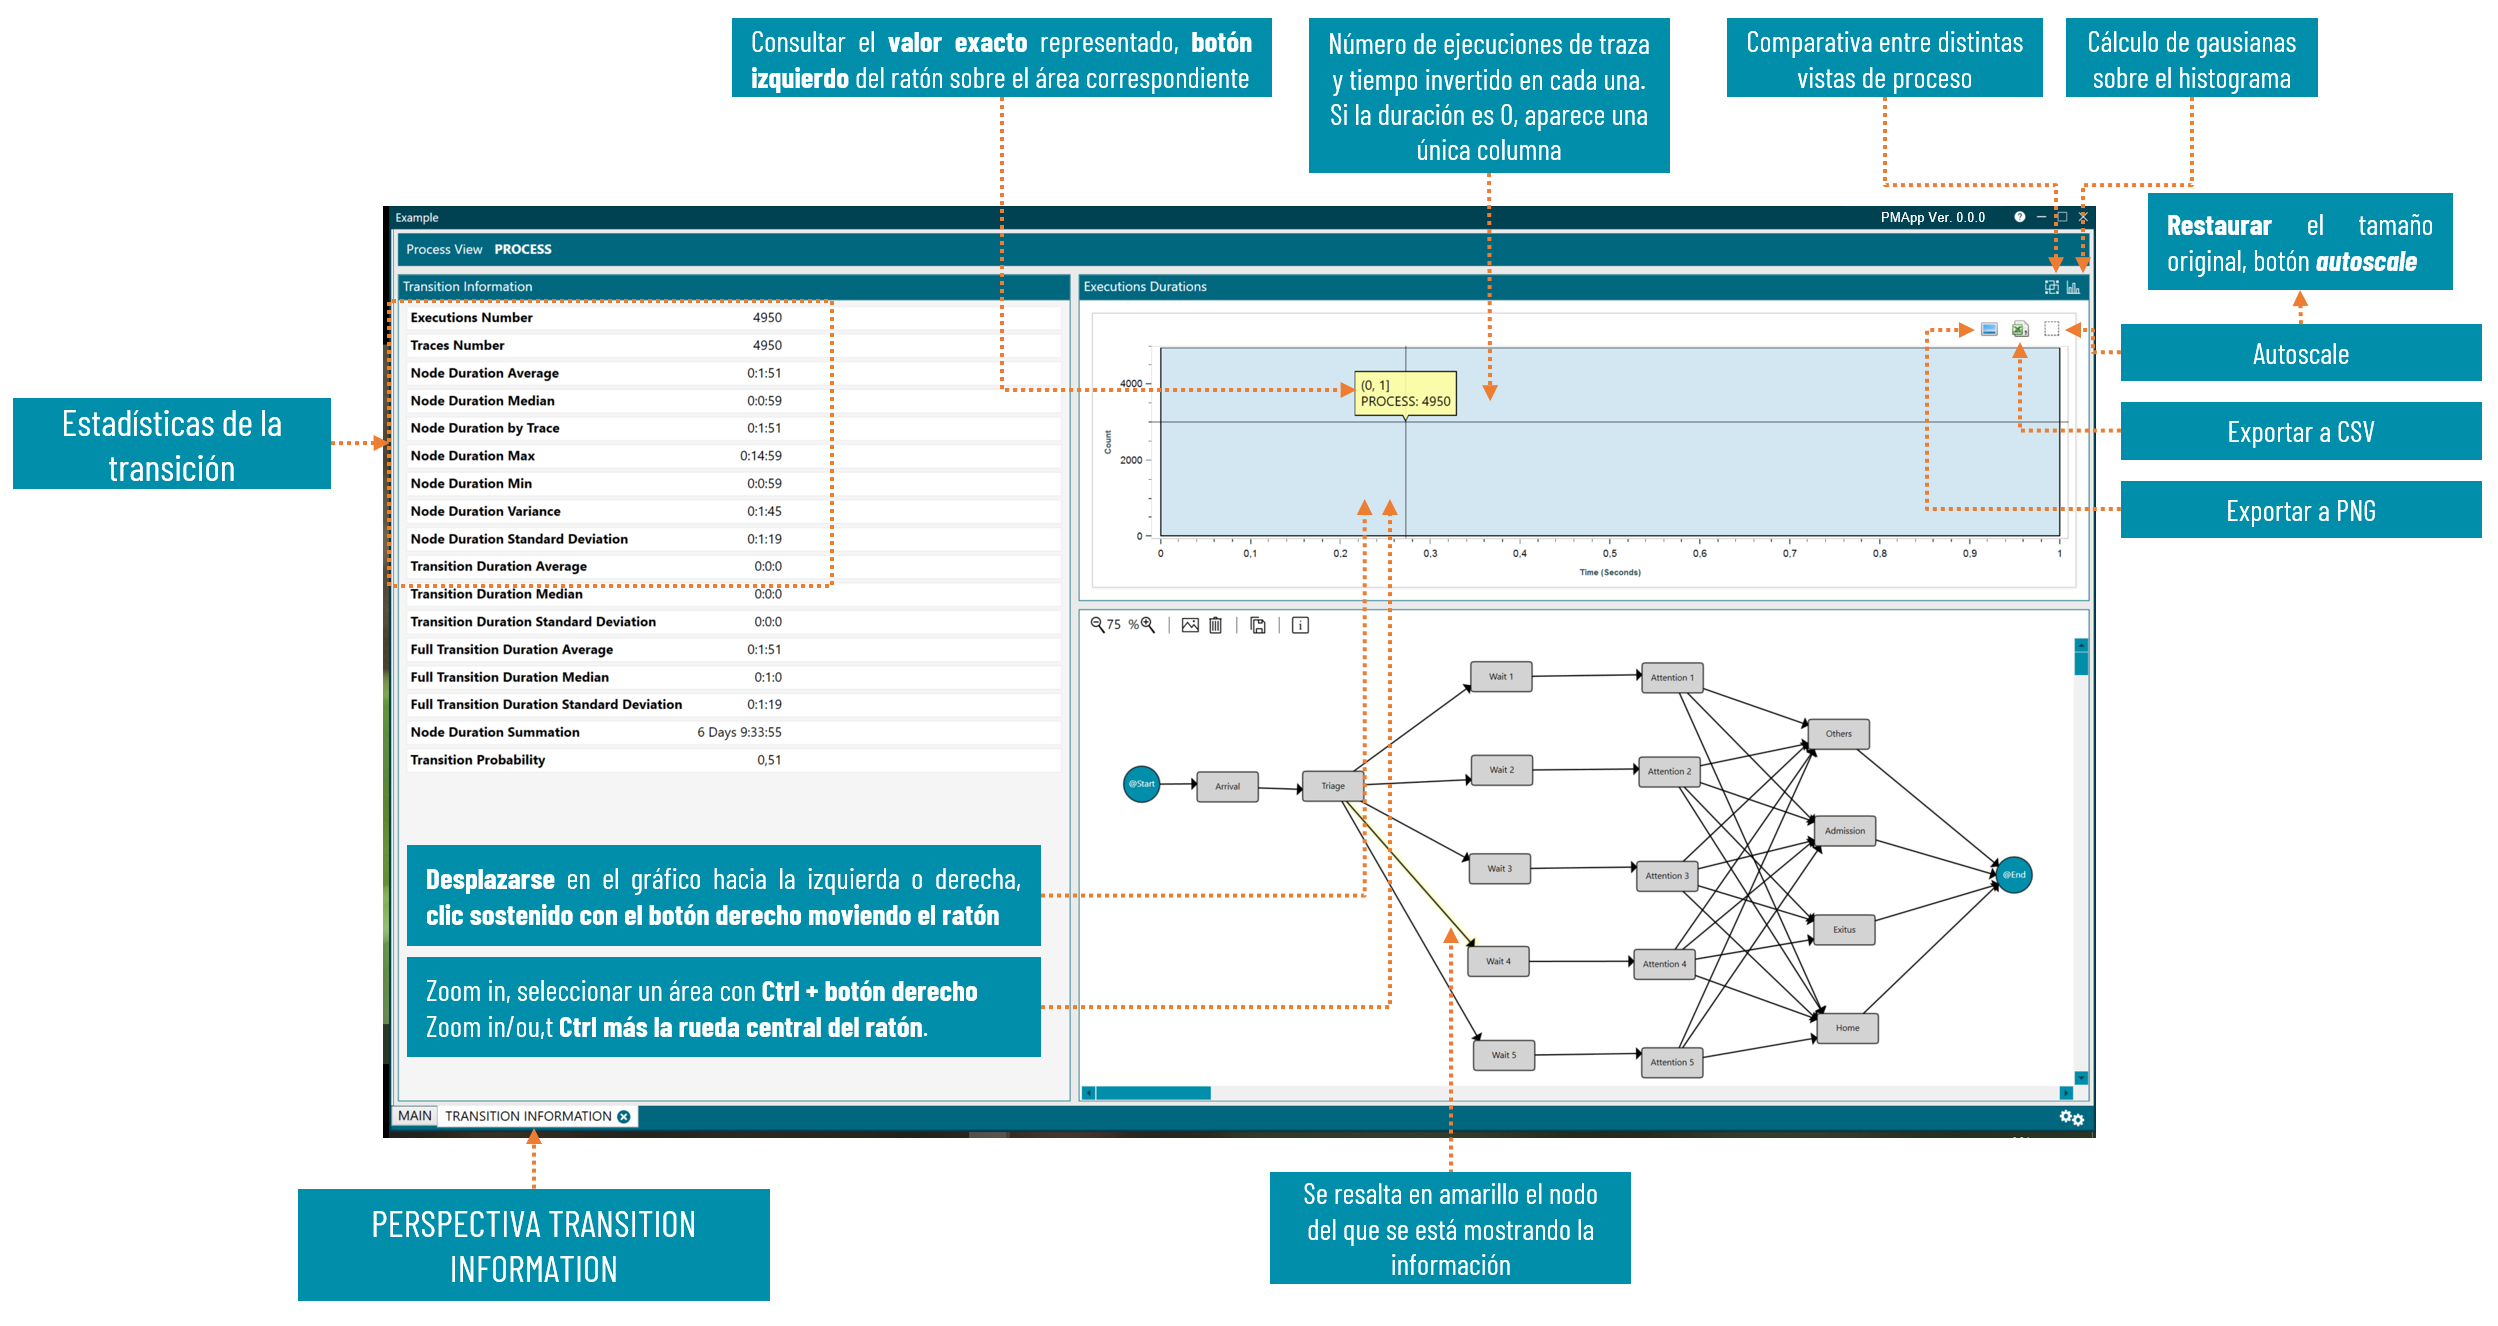 Consultar el valor exacto representado, botón
izquierdo del ratón sobre el área correspondiente
Número de ejecuciones de traza
y tiempo invertido en cada una.
Si la duración es 0, aparece una
única columna
Comparativa entre distintas
vistas de proceso
Cálculo de gausianas
sobre el histograma
Restaurar el tamaño
original, botón autoscale
Autoscale
Exportar a CSV
Exportar a PNG
Estadísticas de la
transición
Example
PMApp Ver. 0.0.0
Process View PROCESS
Transition Information
Executions Number 4950
Traces Number 4950
Node Duration Average 0:1:51
Node Duration Median 0:0:59
Node Duration by Trace 0:1:51
Node Duration Max 0:14:59
Node Duration Min 0:0:59
Node Duration Variance 0:1:45
Node Duration Standard Deviation 0:1:19
Transition Duration Average 0:0:0
Transition Duration Median 0:0:0
Transition Duration Standard Deviation 0:0:0
Full Transition Duration Average 0:1:51
Full Transition Duration Median 0:1:0
Full Transition Duration Standard Deviation 0:1:19
Node Duration Summation 6 Days 9:33:55
Transition Probability 0,51
Desplazarse en el gráfico hacia la izquierda o derecha,
clic sostenido con el botón derecho moviendo el ratón
Zoom in, seleccionar un área con Ctrl + botón derecho
Zoom in/ou,t Ctrl más la rueda central del ratón.
Executions Durations
(0, 1]
PROCESS: 4950
Count
4000
2000
0
0 0,1 0,2 0,3 0,4 0,5 0,6 0,7 0,8 0,9 1
Time (Seconds)
75 %
@Start
Arrival
Triage
Wait 1
Wait 2
Wait 3
Wait 4
Wait 5
Attention 1
Attention 2
Attention 3
Attention 4
Attention 5
Others
Admission
Exitus
Home
@End
MAIN
TRANSITION INFORMATION
PERSPECTIVA TRANSITION
INFORMATION
Se resalta en amarillo el nodo
del que se está mostrando la
información